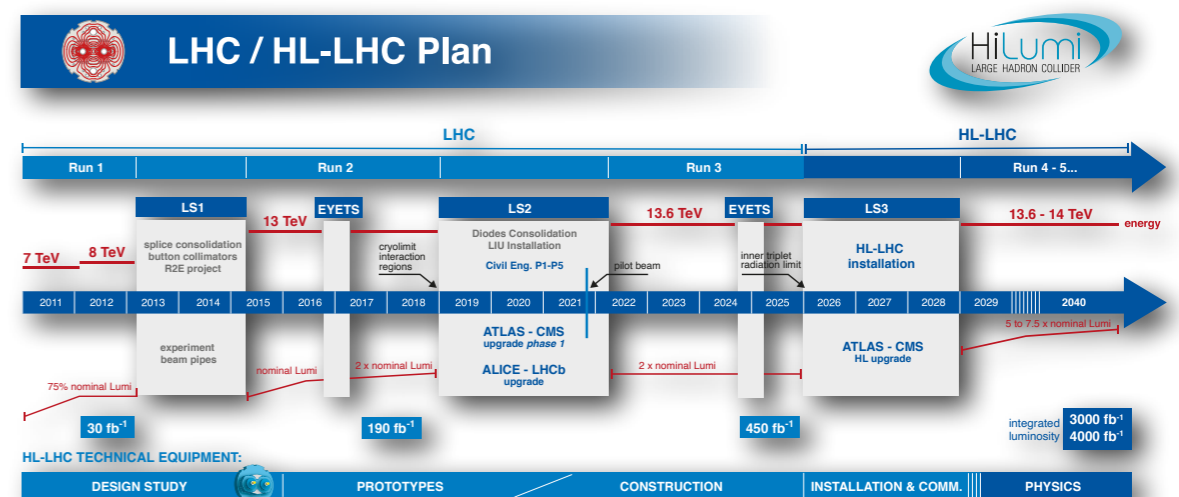 LHC / HL-LHC Plan
HiLumi
LARGE HADRON COLLIDER
LHC
HL-LHC
Run 1
Run 2
Run 3
Run 4 - 5...
LS1
EYETS
LS2
EYETS
LS3
7 TeV
8 TeV
13 TeV
13.6 TeV
13.6 - 14 TeV
energy
splice consolidation
button collimators
R2E project
cryolimit
interaction
regions
Diodes Consolidation
LIU Installation
Civil Eng. P1-P5
pilot beam
inner triplet
radiation limit
HL-LHC
installation
2011 2012 2013 2014 2015 2016 2017 2018 2019 2020 2021 2022 2023 2024 2025 2026 2027 2028 2029 2040
experiment
beam pipes
ATLAS - CMS
upgrade phase 1
ALICE - LHCb
upgrade
ATLAS - CMS
HL upgrade
75% nominal Lumi
nominal Lumi
2 x nominal Lumi
2 x nominal Lumi
5 to 7.5 x nominal Lumi
30 fb⁻¹
190 fb⁻¹
450 fb⁻¹
integrated
luminosity
3000 fb⁻¹
4000 fb⁻¹
HL-LHC TECHNICAL EQUIPMENT:
DESIGN STUDY
PROTOTYPES
CONSTRUCTION
INSTALLATION & COMM.
PHYSICS